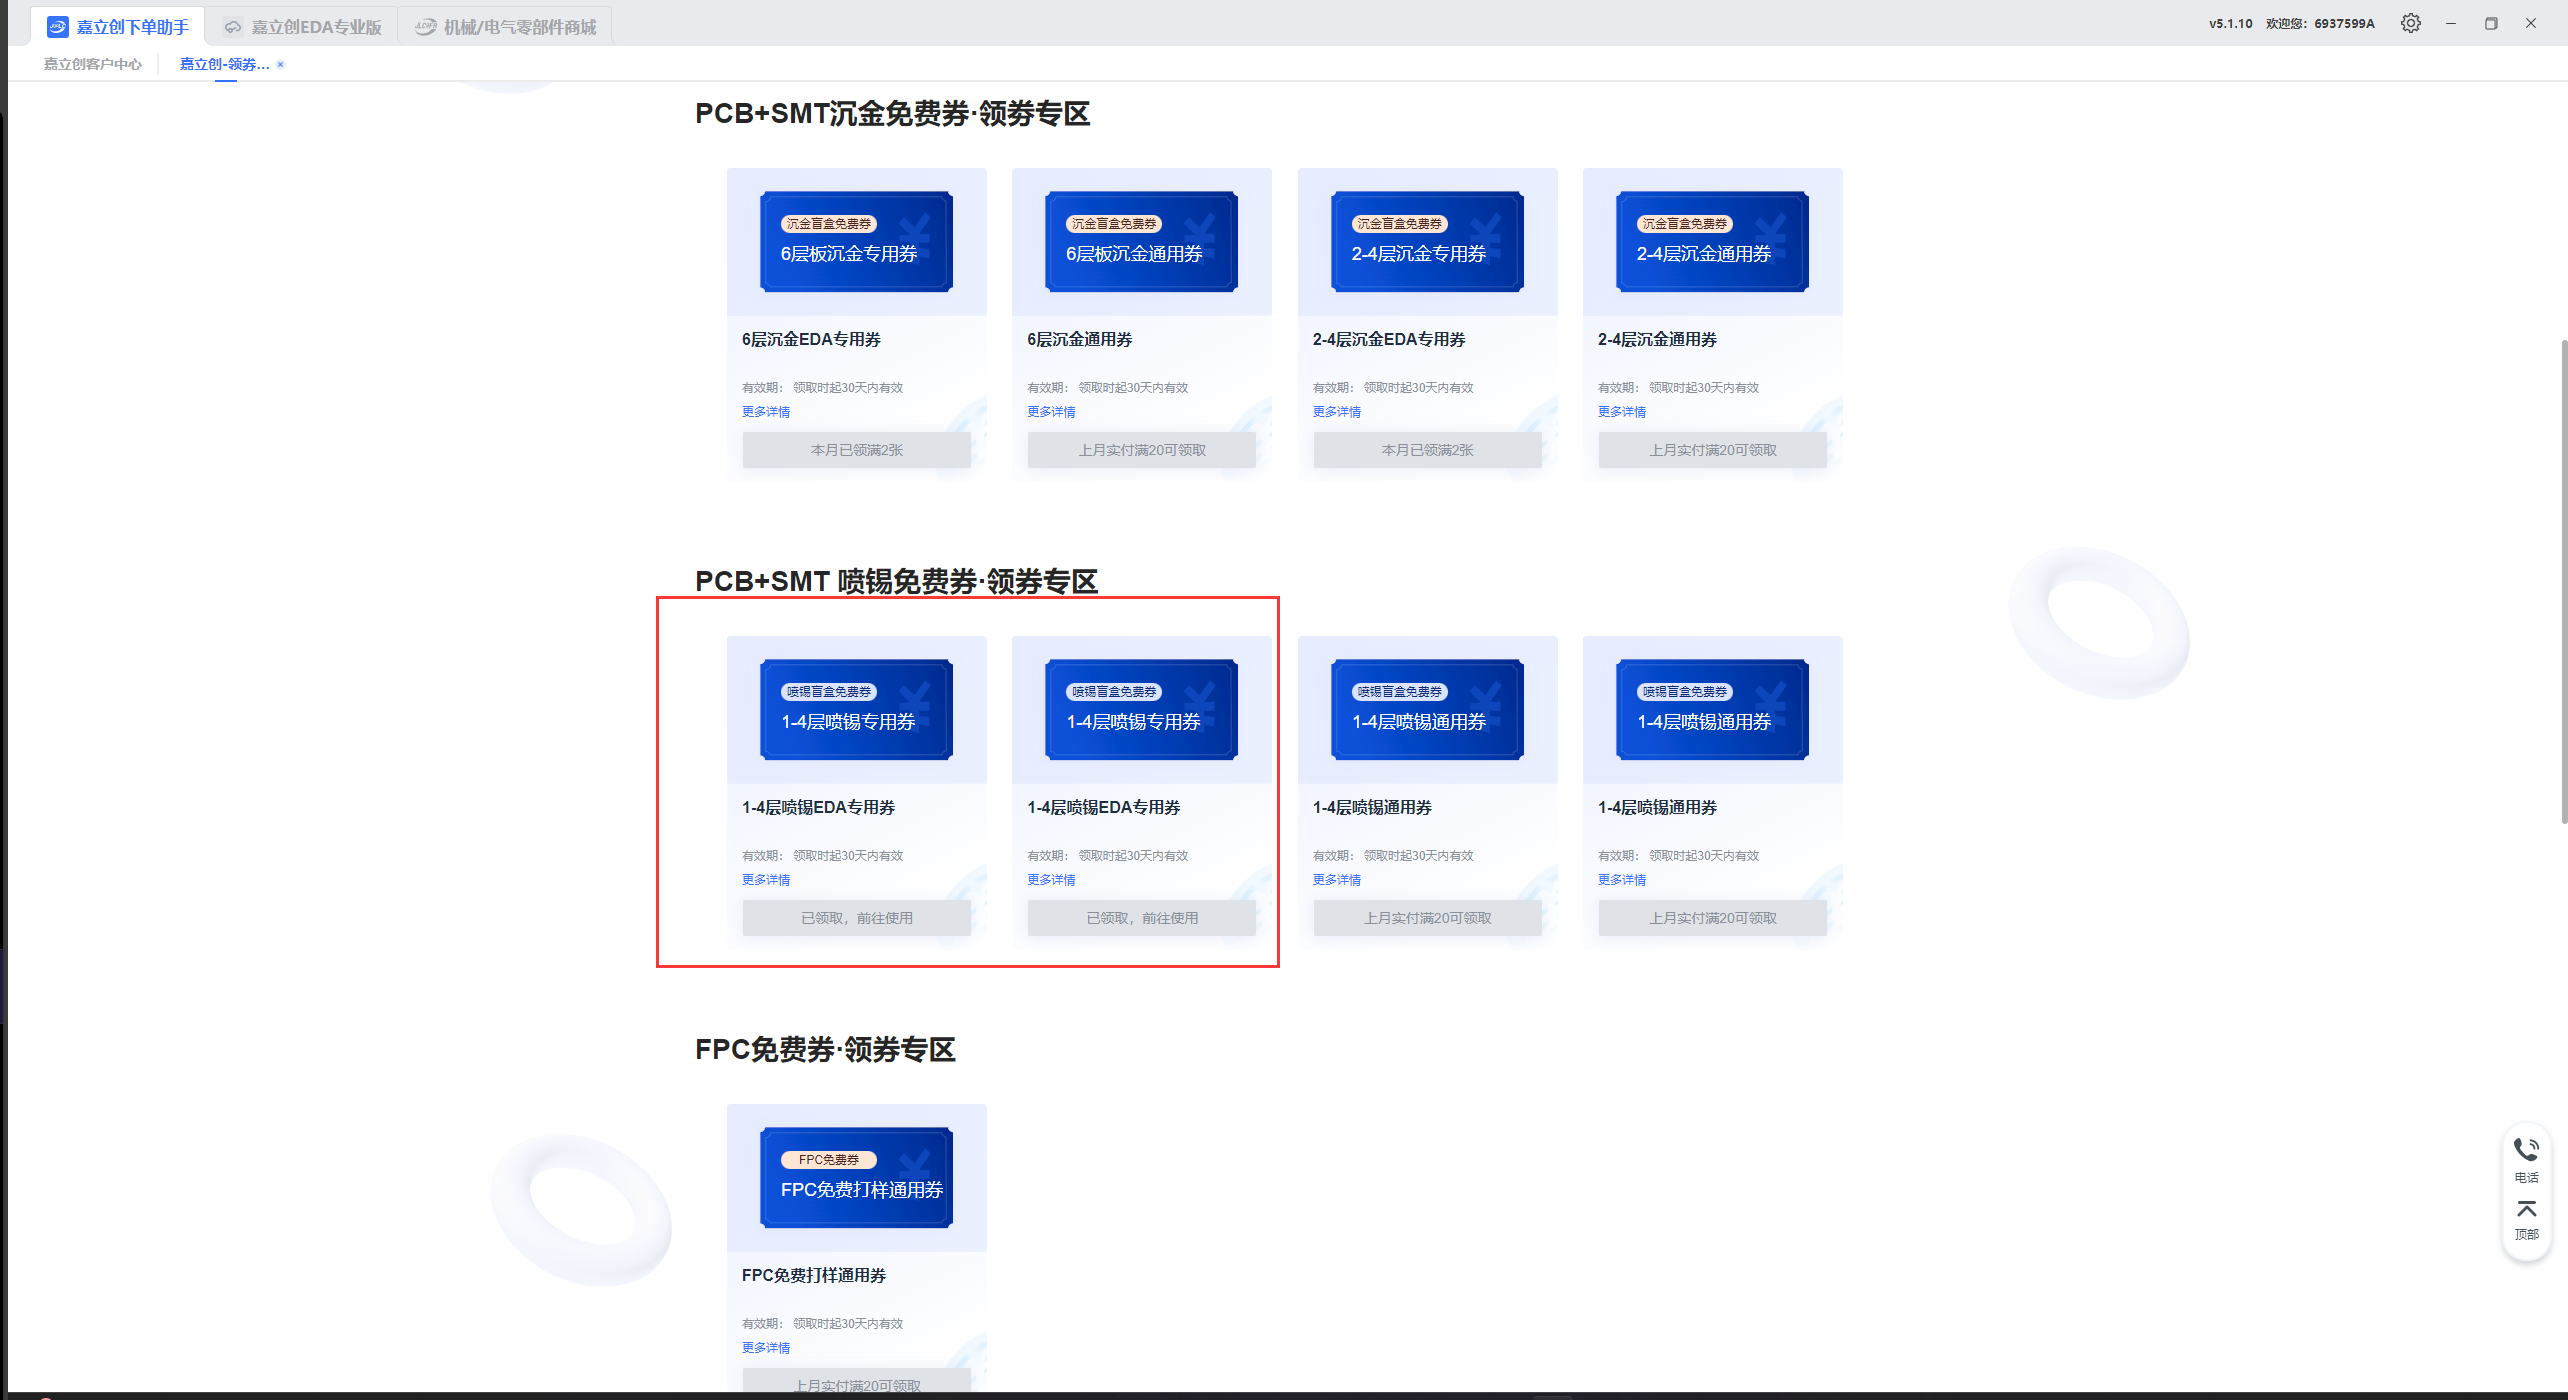 嘉立创下单助手
嘉立创EDA专业版
机械/电气零部件商城
v5.1.10 欢迎您：6937599A
嘉立创客户中心
嘉立创-领券...
PCB+SMT沉金免费券·领劵专区
沉金盲盒免费券
6层板沉金专用券
沉金盲盒免费券
6层板沉金通用券
沉金盲盒免费券
2-4层沉金专用券
沉金盲盒免费券
2-4层沉金通用券
6层沉金EDA专用券
6层沉金通用券
2-4层沉金EDA专用券
2-4层沉金通用券
有效期： 领取时起30天内有效
有效期： 领取时起30天内有效
有效期： 领取时起30天内有效
有效期： 领取时起30天内有效
更多详情
更多详情
更多详情
更多详情
本月已领满2张
上月实付满20可领取
本月已领满2张
上月实付满20可领取
PCB+SMT 喷锡免费券·领券专区
喷锡盲盒免费券
1-4层喷锡专用券
喷锡盲盒免费券
1-4层喷锡专用券
喷锡盲盒免费券
1-4层喷锡通用券
喷锡盲盒免费券
1-4层喷锡通用券
1-4层喷锡EDA专用券
1-4层喷锡EDA专用券
1-4层喷锡通用券
1-4层喷锡通用券
有效期： 领取时起30天内有效
有效期： 领取时起30天内有效
有效期： 领取时起30天内有效
有效期： 领取时起30天内有效
更多详情
更多详情
更多详情
更多详情
已领取，前往使用
已领取，前往使用
上月实付满20可领取
上月实付满20可领取
FPC免费券·领券专区
FPC免费券
FPC免费打样通用券
FPC免费打样通用券
有效期： 领取时起30天内有效
更多详情
上月实付满20可领取
电话
顶部